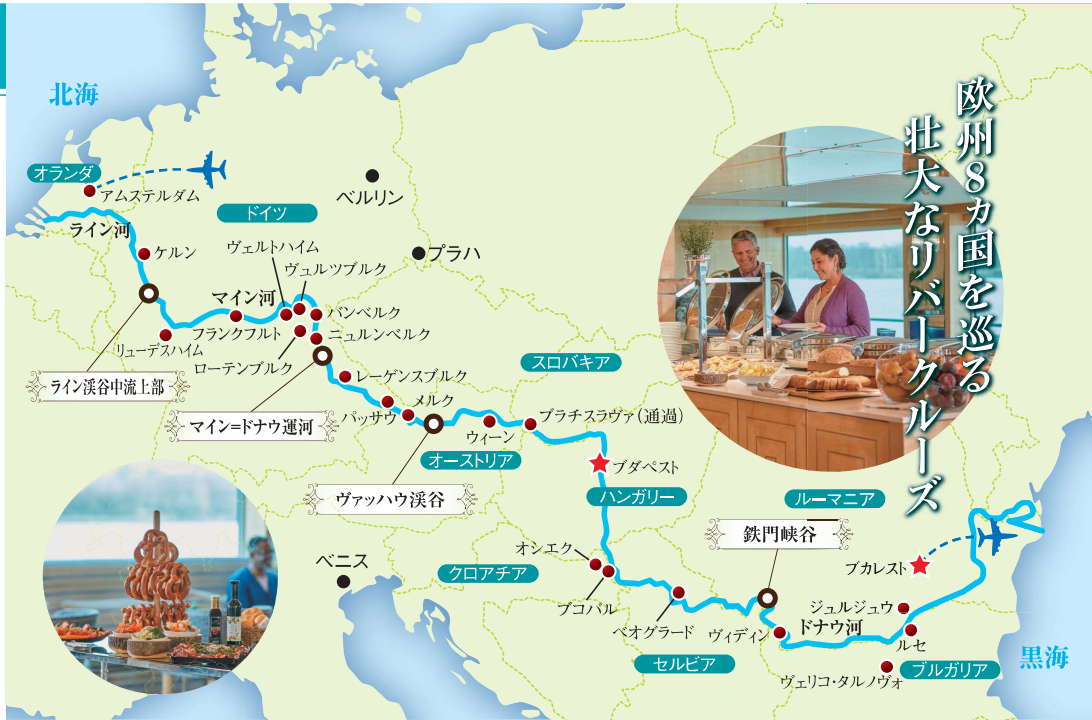 欧州8カ国を巡る
壮大なリバークルーズ
北海
オランダ
アムステルダム
ライン河
ドイツ
ベルリン
ケルン
ヴェルトハイム
ヴュルツブルク
プラハ
マイン河
バンベルク
フランクフルト
ニュルンベルク
リューデスハイム
ローテンブルク
ライン渓谷中流上部
レーゲンスブルク
スロバキア
メルク
パッサウ
マイン=ドナウ運河
ウィーン
ブラチスラヴァ(通過)
オーストリア
ブダペスト
ヴァッハウ渓谷
ハンガリー
ルーマニア
鉄門峡谷
オシエク
ベニス
クロアチア
ブカレスト
ブコバル
ジュルジュウ
ベオグラード
ヴィディン
ドナウ河
ルセ
セルビア
ヴェリコ・タルノヴォ
ブルガリア
黒海